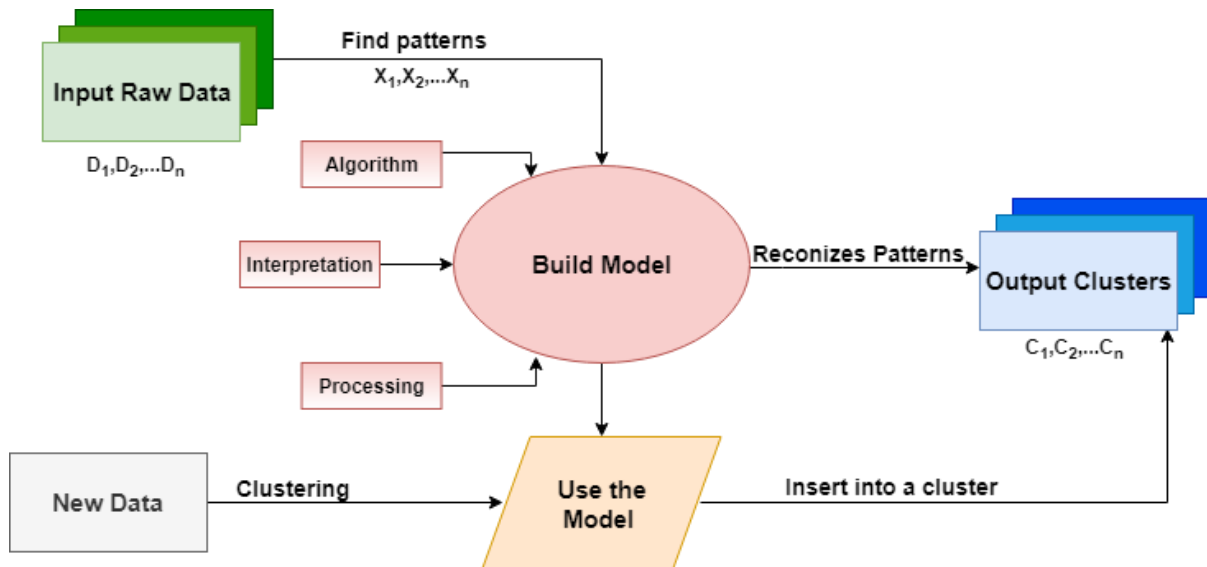 Find patterns
X₁,X₂,...Xₙ
Input Raw Data
D₁,D₂,...Dₙ
Algorithm
Interpretation
Build Model
Reconizes Patterns
Output Clusters
C₁,C₂,...Cₙ
Processing
New Data
Clustering
Use the
Model
Insert into a cluster